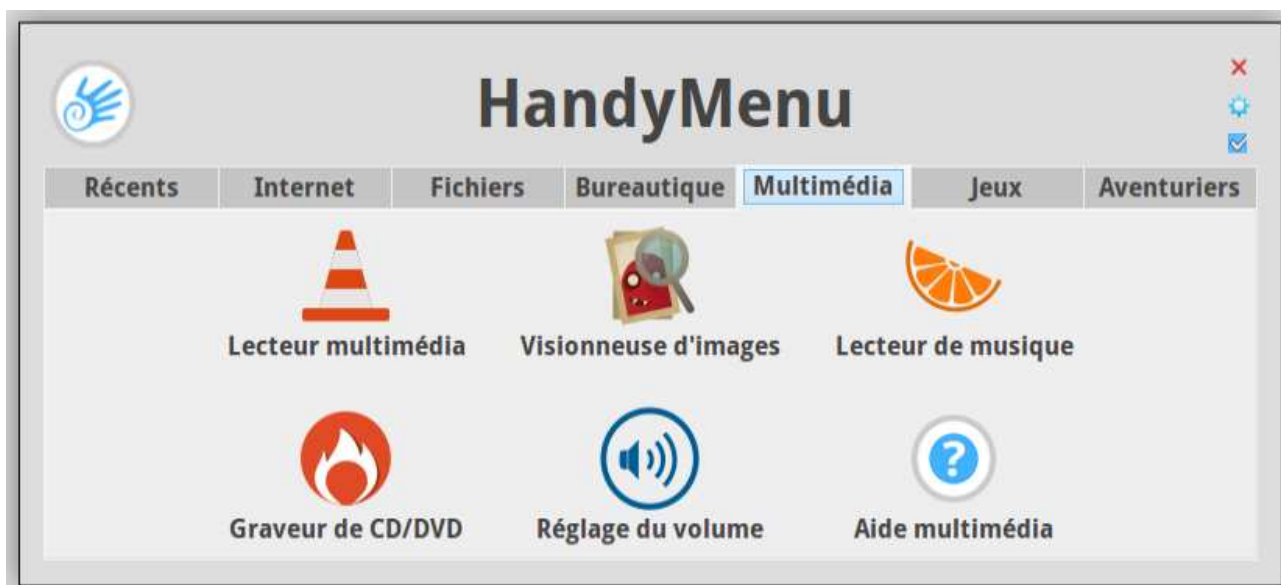 HandyMenu
Récents Internet Fichiers Bureautique Multimédia Jeux Aventuriers
Lecteur multimédia Visionneuse d'images Lecteur de musique
Graveur de CD/DVD Réglage du volume Aide multimédia